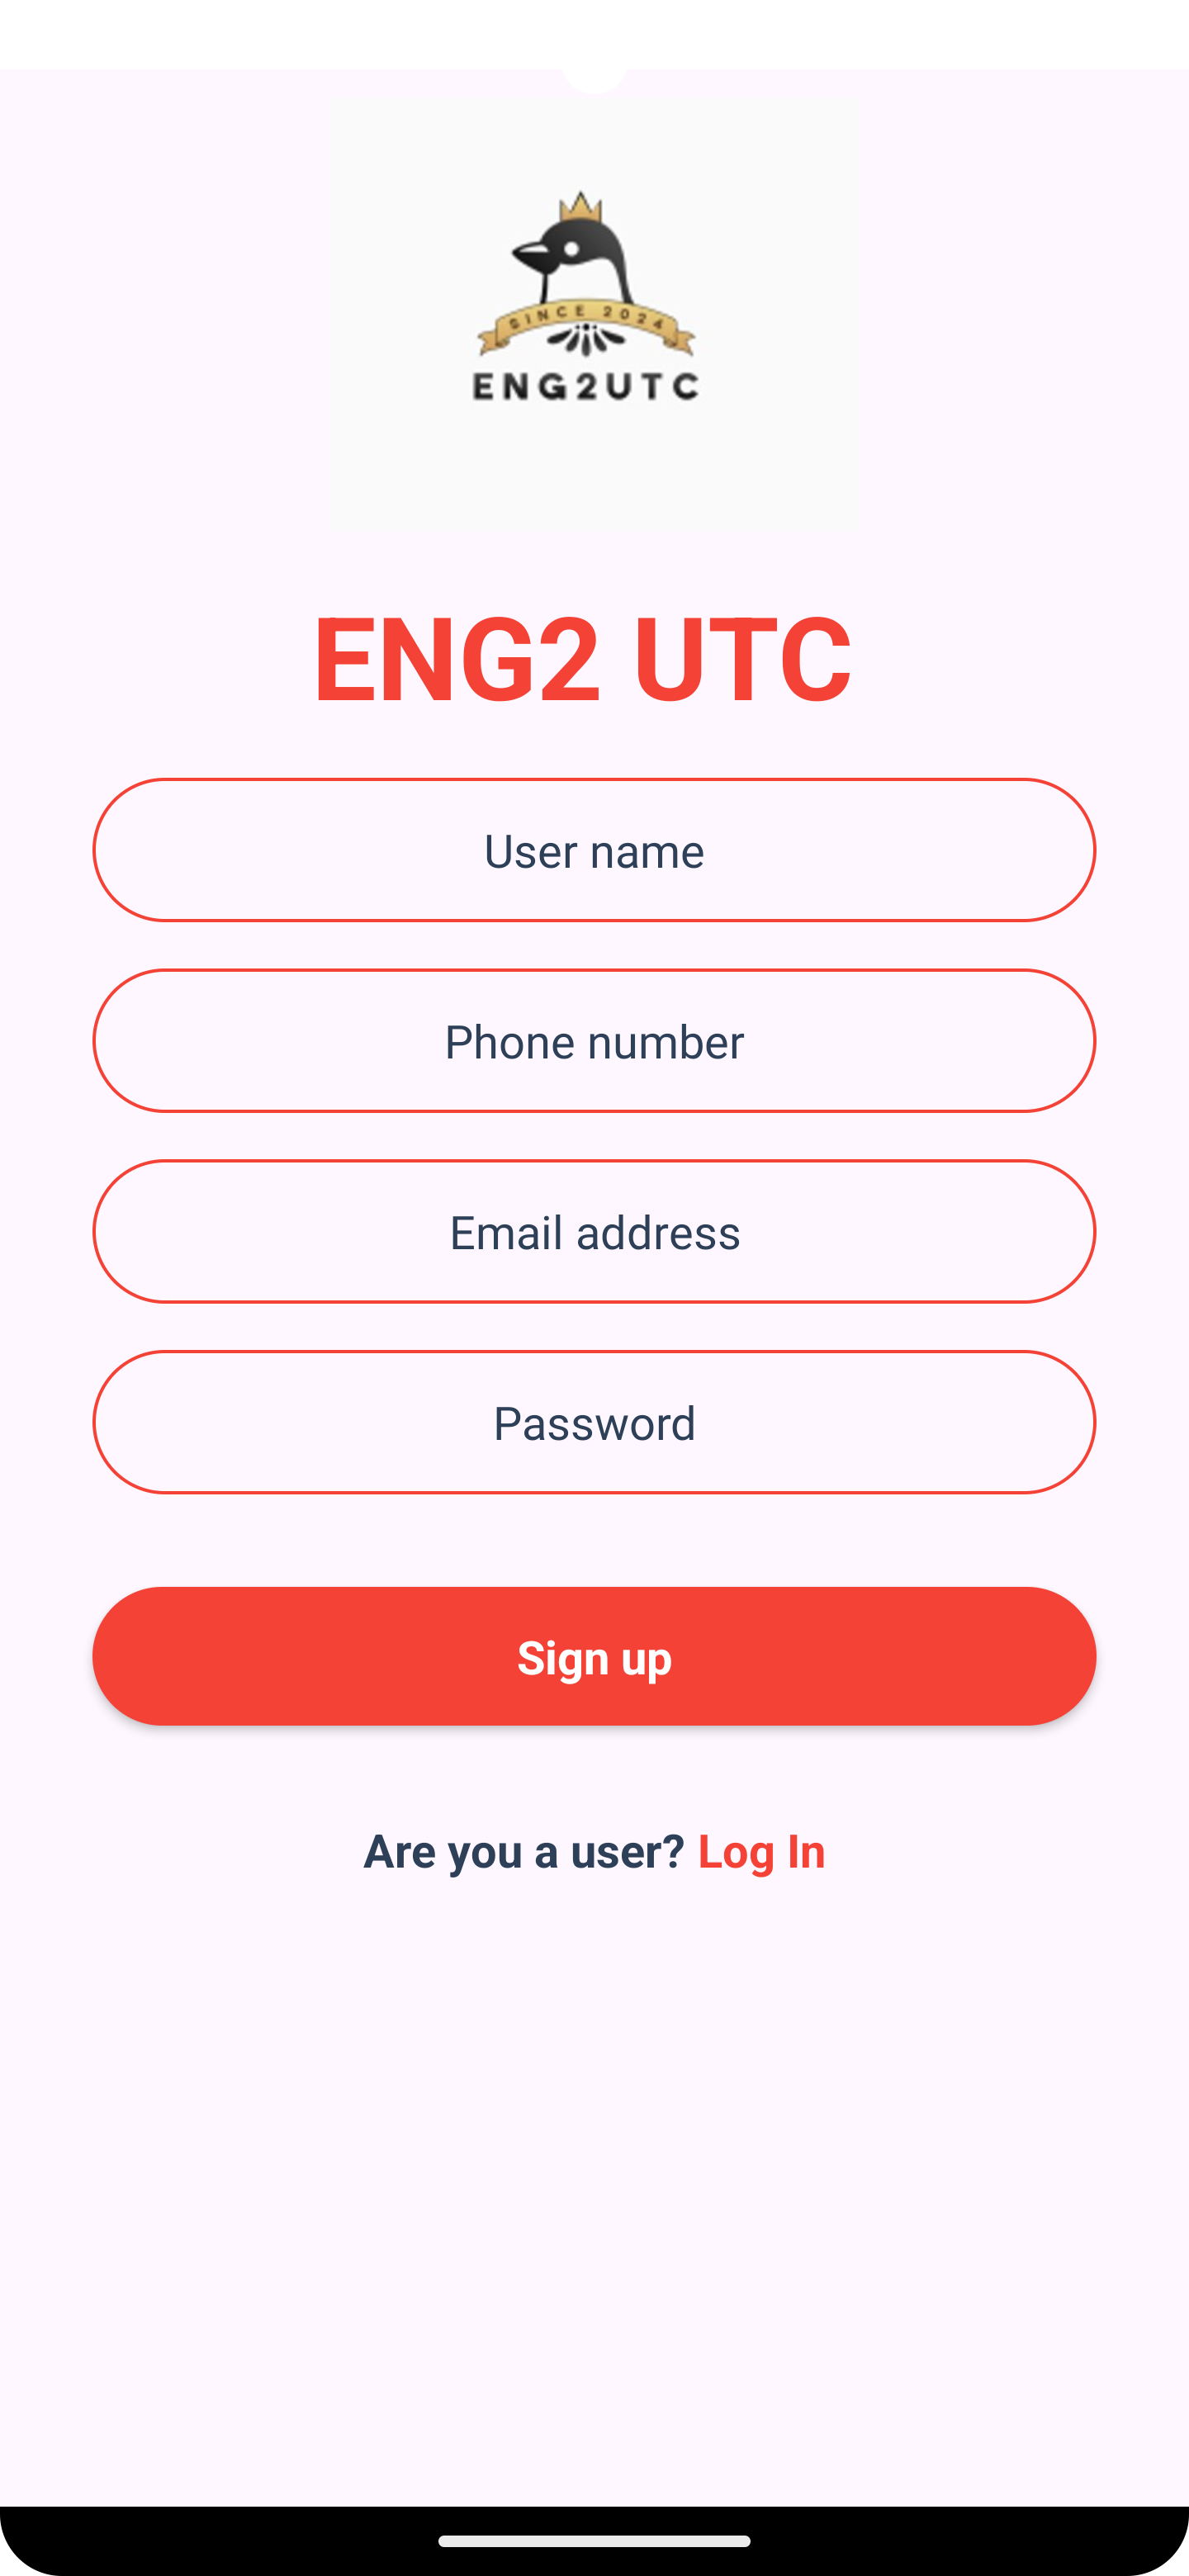 SINCE 2024
ENG2UTC
ENG2 UTC
User name
Phone number
Email address
Password
Sign up
Are you a user? Log In